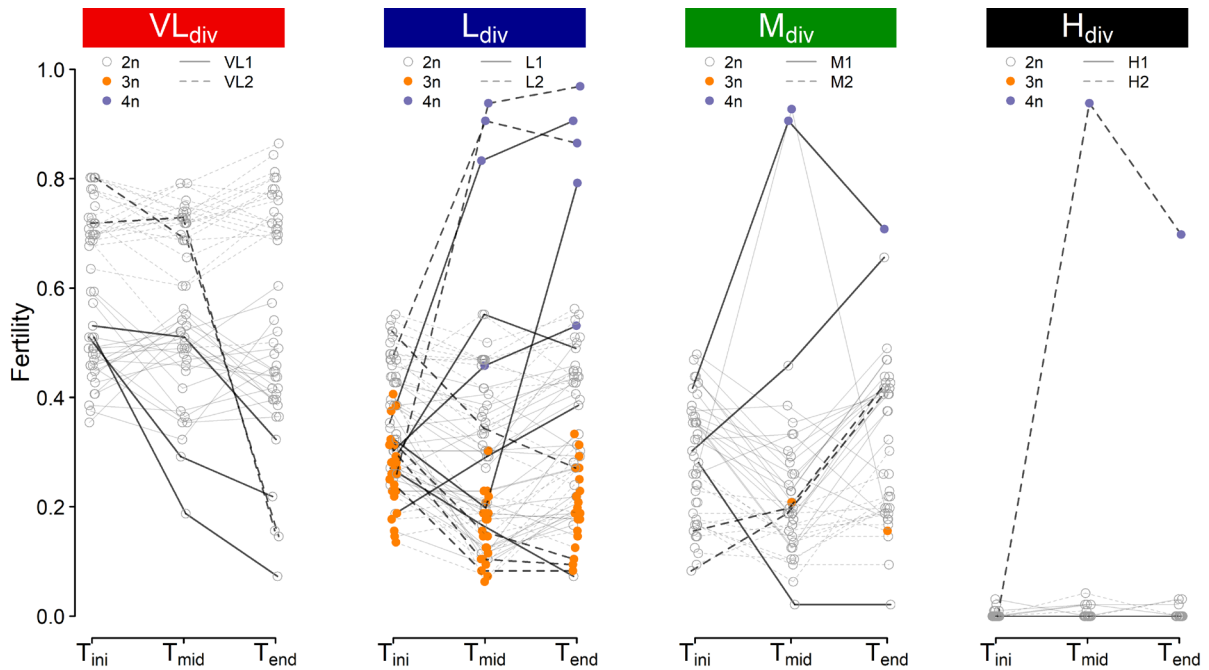 VLdiv Ldiv Mdiv Hdiv
1.0 2n VL1 2n L1 2n M1 2n H1
3n VL2 3n L2 3n M2 3n H2
4n 4n 4n 4n
0.8
0.6
Fertility
0.4
0.2
0.0
Tini Tmid Tend Tini Tmid Tend Tini Tmid Tend Tini Tmid Tend